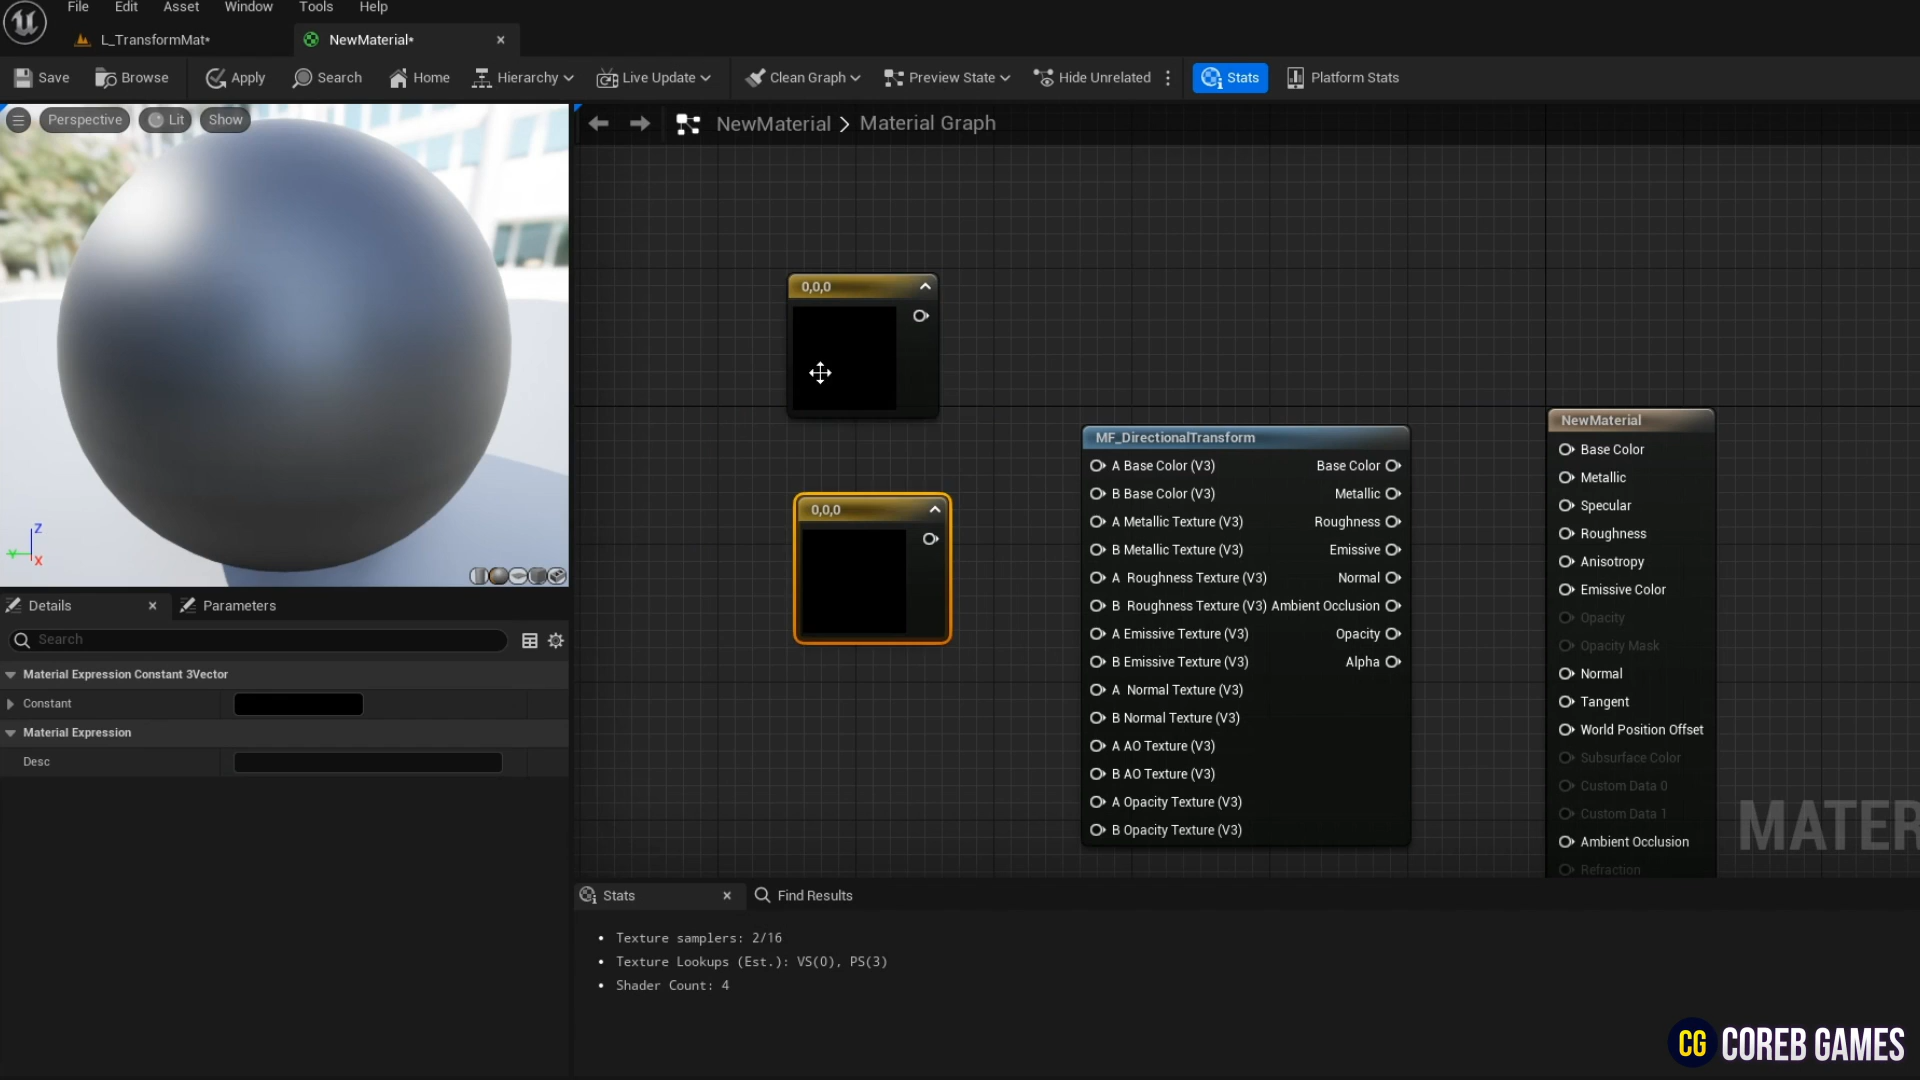 File Edit Asset Window Tools Help
L_TransformMat* NewMaterial*
Save Browse Apply Search Home Hierarchy Live Update Clean Graph Preview State Hide Unrelated Stats Platform Stats
Perspective Lit Show
NewMaterial > Material Graph
0,0,0
0,0,0
MF_DirectionalTransform
A Base Color (V3) Base Color
B Base Color (V3) Metallic
A Metallic Texture (V3) Roughness
B Metallic Texture (V3) Emissive
A Roughness Texture (V3) Normal
B Roughness Texture (V3) Ambient Occlusion
A Emissive Texture (V3) Opacity
B Emissive Texture (V3) Alpha
A Normal Texture (V3)
B Normal Texture (V3)
A AO Texture (V3)
B AO Texture (V3)
A Opacity Texture (V3)
B Opacity Texture (V3)
NewMaterial
Base Color
Metallic
Specular
Roughness
Anisotropy
Emissive Color
Opacity
Opacity Mask
Normal
Tangent
World Position Offset
Subsurface Color
Custom Data 0
Custom Data 1
Ambient Occlusion
Refraction
MATER
Z
Y
X
Details Parameters
Search
Material Expression Constant 3Vector
Constant
Material Expression
Desc
Stats Find Results
• Texture samplers: 2/16
• Texture Lookups (Est.): VS(0), PS(3)
• Shader Count: 4
CG COREB GAMES